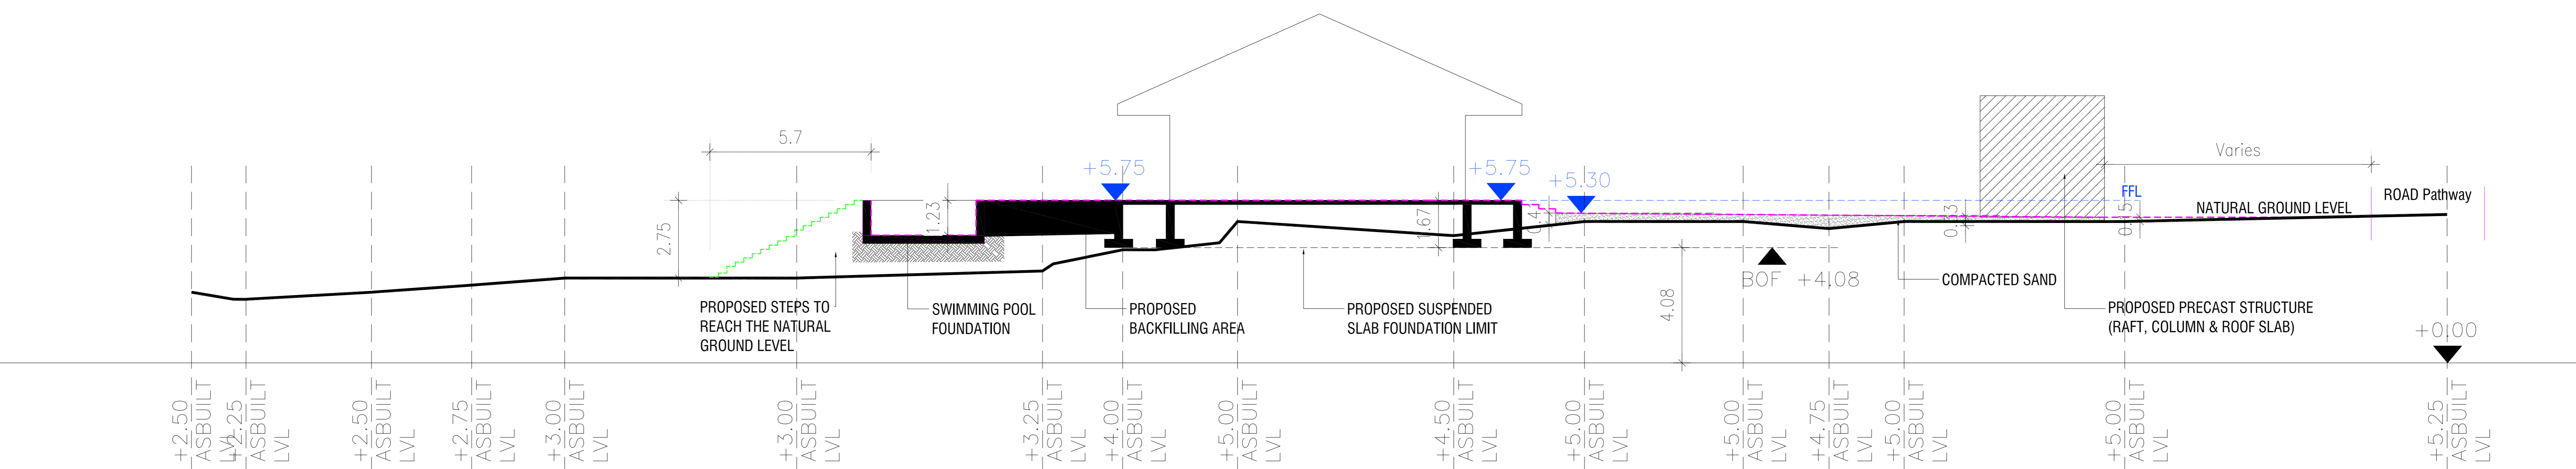 5.7
+5.75
+5.75
+5.30
Varies
FFL
ROAD Pathway
NATURAL GROUND LEVEL
2.75
1.23
1.67
0.4
0.33
0.5
BOF +4.08
4.08
COMPACTED SAND
PROPOSED STEPS TO
REACH THE NATURAL
GROUND LEVEL
SWIMMING POOL
FOUNDATION
PROPOSED
BACKFILLING AREA
PROPOSED SUSPENDED
SLAB FOUNDATION LIMIT
PROPOSED PRECAST STRUCTURE
(RAFT, COLUMN & ROOF SLAB)
+0.00
+2.50
ASBUILT
LVL
+2.25
ASBUILT
LVL
+2.50
ASBUILT
LVL
+2.75
ASBUILT
LVL
+3.00
ASBUILT
LVL
+3.00
ASBUILT
LVL
+3.25
ASBUILT
LVL
+4.00
ASBUILT
LVL
+5.00
ASBUILT
LVL
+4.50
ASBUILT
LVL
+5.00
ASBUILT
LVL
+5.00
ASBUILT
LVL
+4.75
ASBUILT
LVL
+5.00
ASBUILT
LVL
+5.00
ASBUILT
LVL
+5.25
ASBUILT
LVL